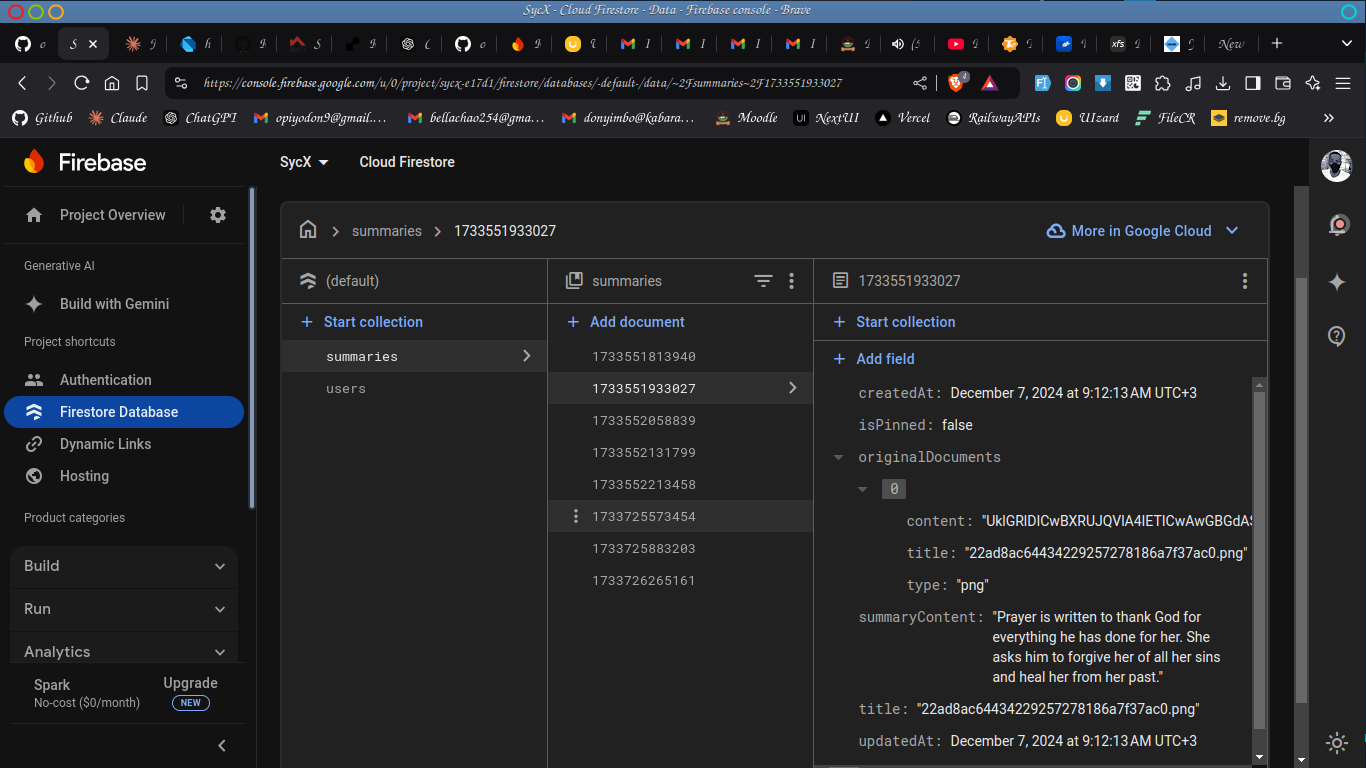 SycX - Cloud Firestore - Data - Firebase console - Brave
New
https://console.firebase.google.com/u/0/project/sycx-e17d1/firestore/databases/-default-/data/~2Fsummaries~2F1733551933027
4
Github
Claude
ChatGPT
opiyodon9@gmail....
bellachao254@gma...
donyimbo@kabara...
Moodle
NextUI
Vercel
RailwayAPIs
UIzard
FileCR
remove.bg
Firebase
SycX
Cloud Firestore
Project Overview
Generative AI
Build with Gemini
Project shortcuts
Authentication
Firestore Database
Dynamic Links
Hosting
Product categories
Build
Run
Analytics
Spark
No-cost ($0/month)
Upgrade
NEW
summaries
1733551933027
More in Google Cloud
(default)
Start collection
summaries
users
summaries
Add document
1733551813940
1733551933027
1733552058839
1733552131799
1733552213458
1733725573454
1733725883203
1733726265161
1733551933027
Start collection
Add field
createdAt: December 7, 2024 at 9:12:13 AM UTC+3
isPinned: false
originalDocuments
0
content: "UklGRlDICwBXRUJQVlA4IETICwAwGBGdAS
title: "22ad8ac64434229257278186a7f37ac0.png"
type: "png"
summaryContent: "Prayer is written to thank God for
everything he has done for her. She
asks him to forgive her of all her sins
and heal her from her past."
title: "22ad8ac64434229257278186a7f37ac0.png"
updatedAt: December 7, 2024 at 9:12:13 AM UTC+3